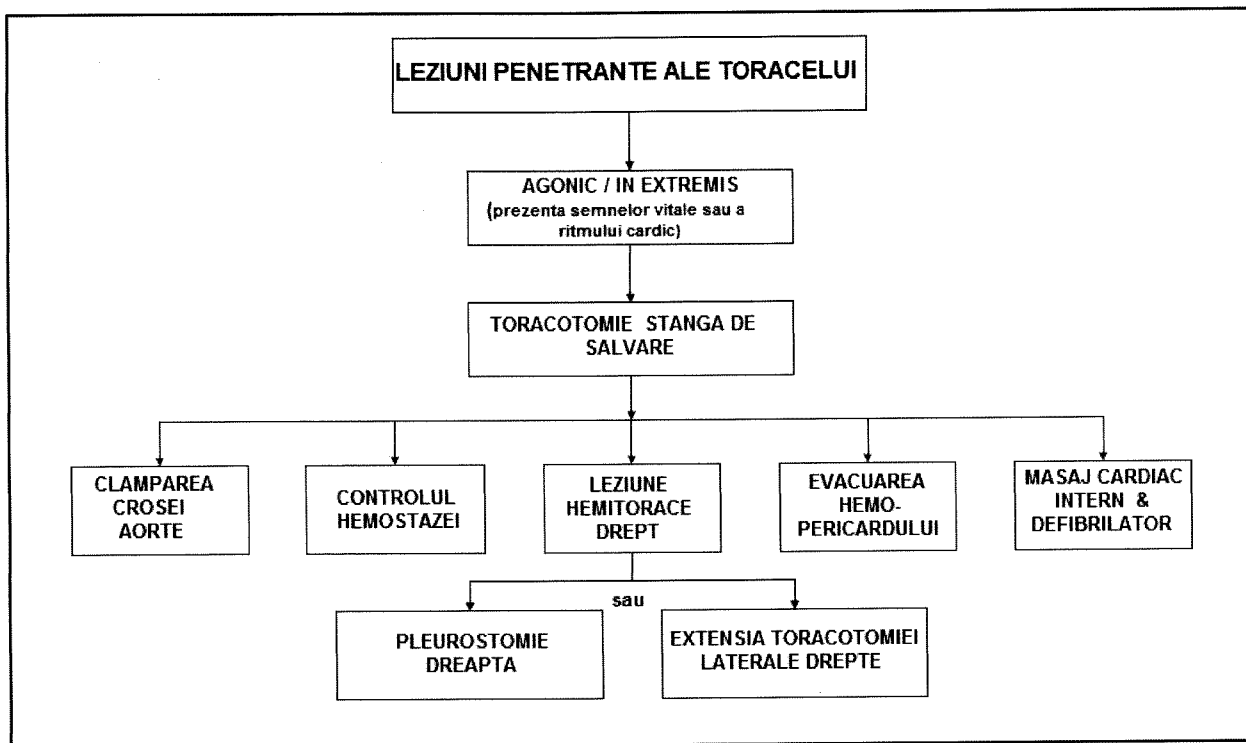 LEZIUNI PENETRANTE ALE TORACELUI
AGONIC / IN EXTREMIS
(prezenta semnelor vitale sau a
ritmului cardic)
TORACOTOMIE STANGA DE
SALVARE
CLAMPAREA
CROSEI
AORTE
CONTROLUL
HEMOSTAZEI
LEZIUNE
HEMITORACE
DREPT
EVACUAREA
HEMO-
PERICARDULUI
MASAJ CARDIAC
INTERN &
DEFIBRILATOR
sau
PLEUROSTOMIE
DREAPTA
EXTENSIA TORACOTOMIEI
LATERALE DREPTE